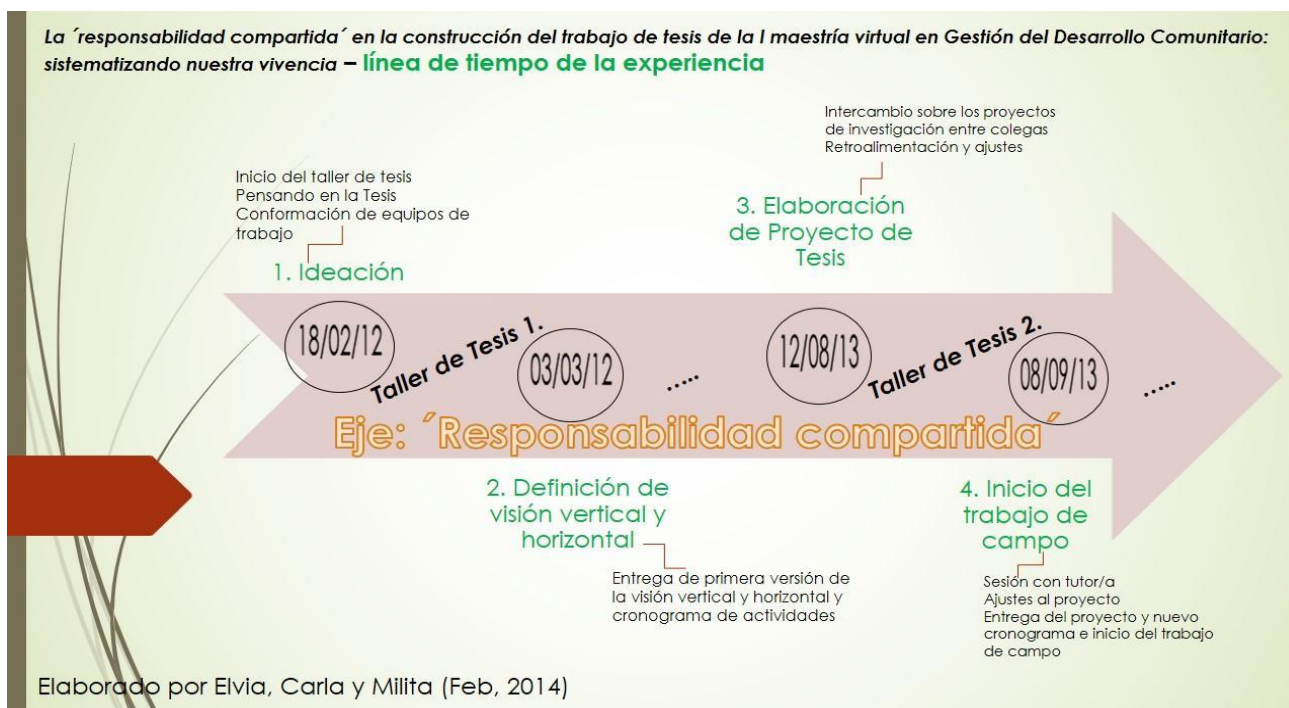 La ´responsabilidad compartida´ en la construcción del trabajo de tesis de la I maestría virtual en Gestión del Desarrollo Comunitario:
sistematizando nuestra vivencia – línea de tiempo de la experiencia
Inicio del taller de tesis
Pensando en la Tesis
Conformación de equipos de
trabajo
1. Ideación
Intercambio sobre los proyectos
de investigación entre colegas
Retroalimentación y ajustes
3. Elaboración
de Proyecto de
Tesis
18/02/12
Taller de Tesis 1.
03/03/12
.....
12/08/13
Taller de Tesis 2.
08/09/13
.....
Eje: ´Responsabilidad compartida´
2. Definición de
visión vertical y
horizontal
Entrega de primera versión de
la visión vertical y horizontal y
cronograma de actividades
4. Inicio del
trabajo de
campo
Sesión con tutor/a
Ajustes al proyecto
Entrega del proyecto y nuevo
cronograma e inicio del trabajo
de campo
Elaborado por Elvia, Carla y Milita (Feb, 2014)